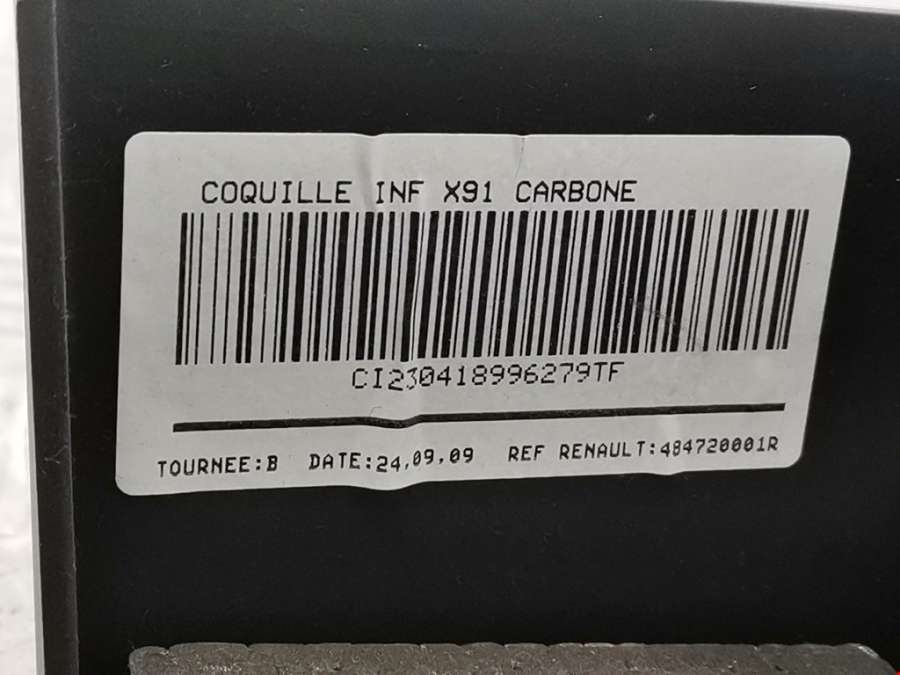 COQUILLE INF X91 CARBONE
CI230418996279TF
TOURNEE:B DATE:24.09.09 REF RENAULT:484720001R